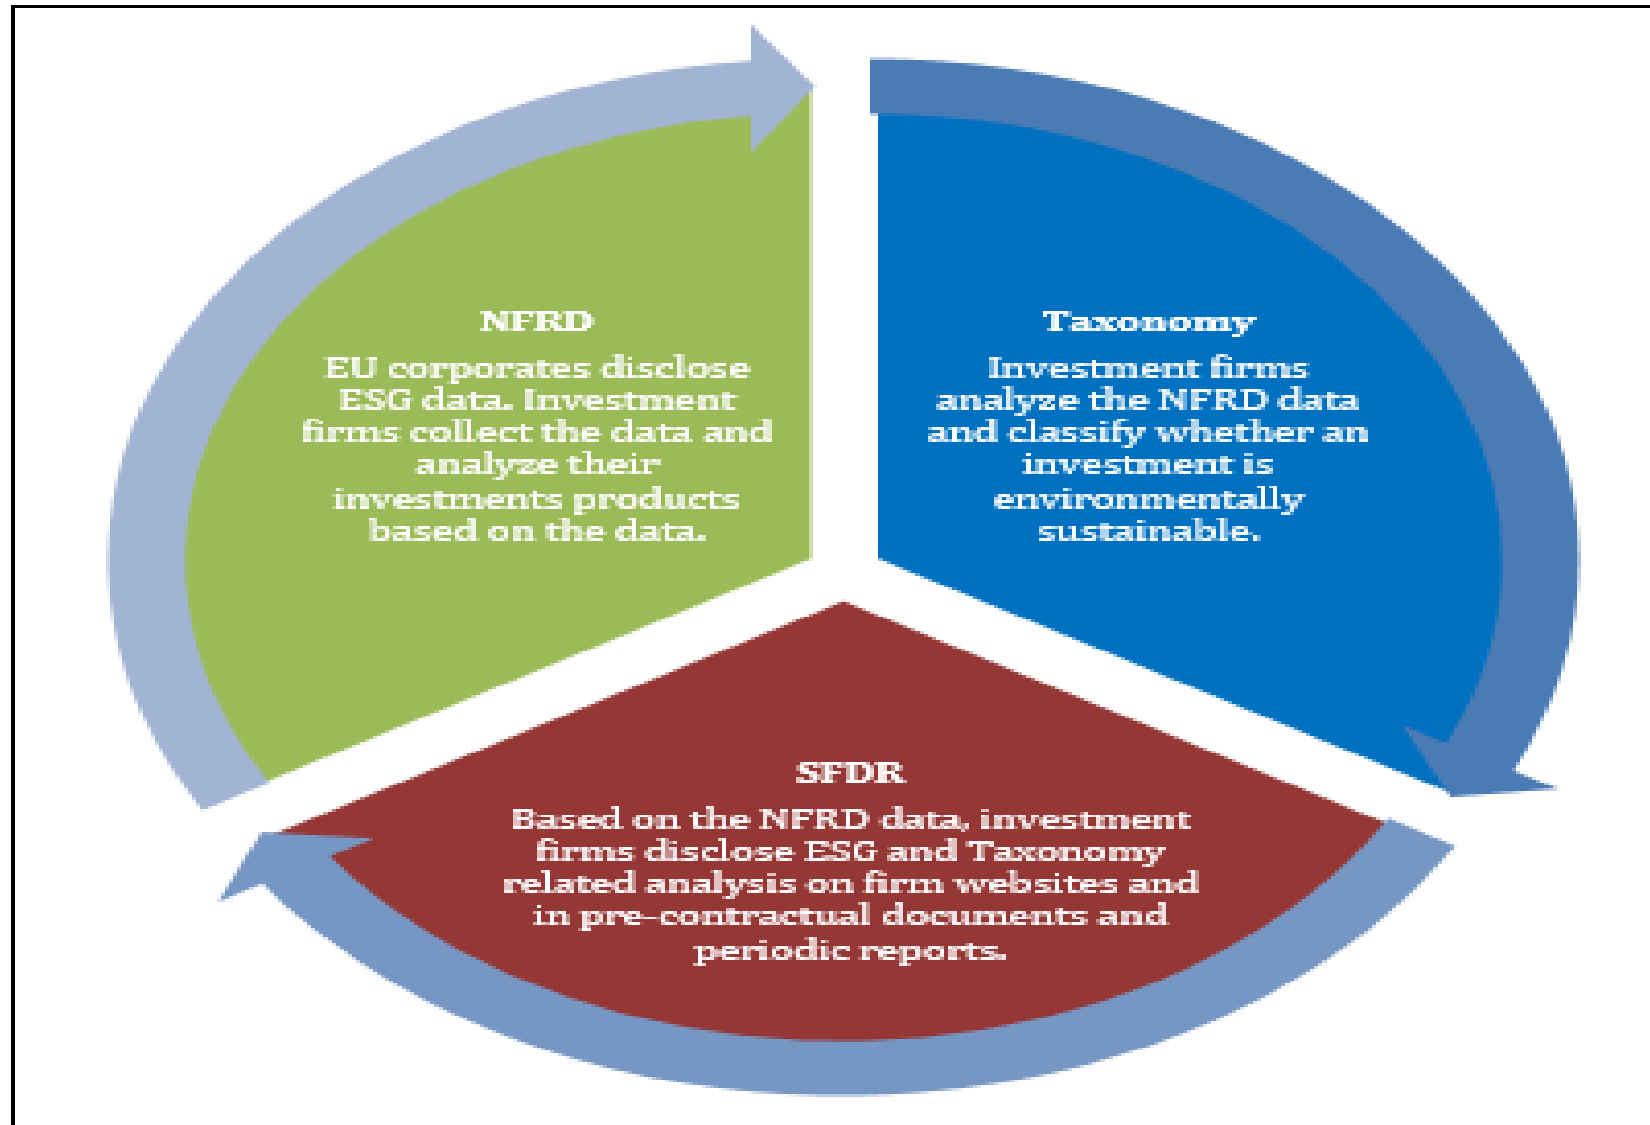 NFRD
EU corporates disclose
ESG data. Investment
firms collect the data and
analyze their
investments products
based on the data.
Taxonomy
Investment firms
analyze the NFRD data
and classify whether an
investment is
environmentally
sustainable.
SFDR
Based on the NFRD data, investment
firms disclose ESG and Taxonomy
related analysis on firm websites and
in pre-contractual documents and
periodic reports.